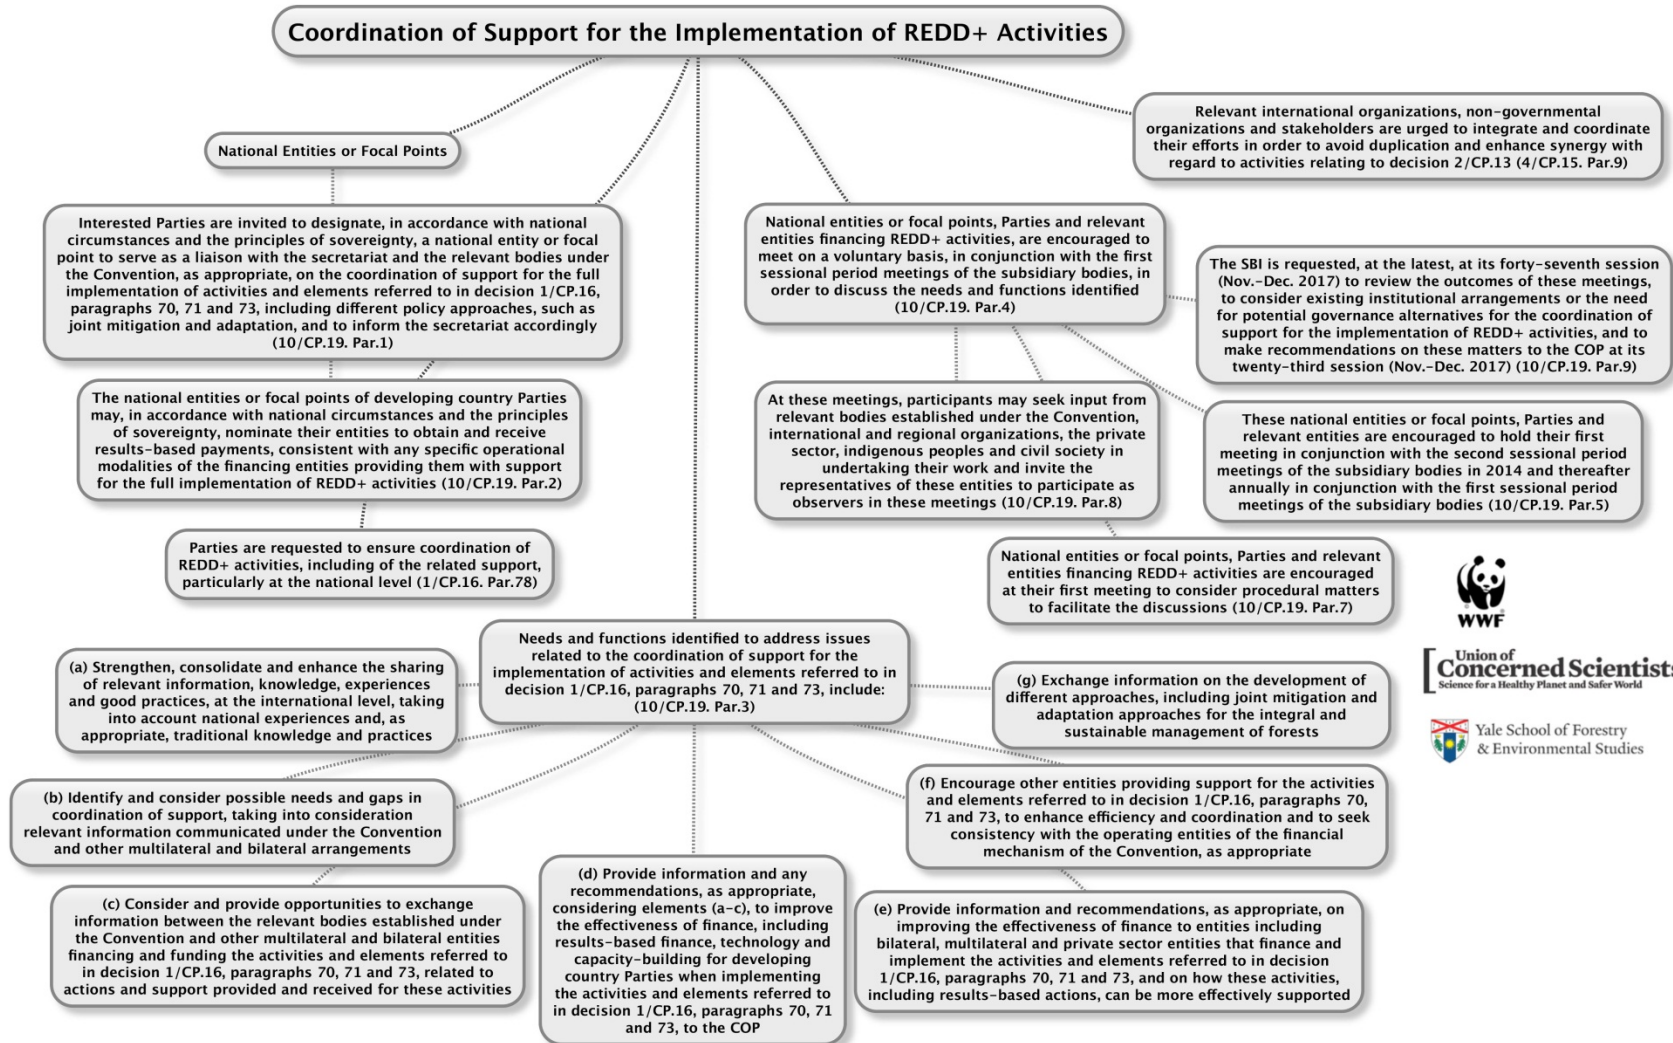 Coordination of Support for the Implementation of REDD+ Activities
Relevant international organizations, non-governmental
organizations and stakeholders are urged to integrate and coordinate
their efforts in order to avoid duplication and enhance synergy with
regard to activities relating to decision 2/CP.13 (4/CP.15. Par.9)
National Entities or Focal Points
Interested Parties are invited to designate, in accordance with national
circumstances and the principles of sovereignty, a national entity or focal
point to serve as a liaison with the secretariat and the relevant bodies under
the Convention, as appropriate, on the coordination of support for the full
implementation of activities and elements referred to in decision 1/CP.16,
paragraphs 70, 71 and 73, including different policy approaches, such as
joint mitigation and adaptation, and to inform the secretariat accordingly
(10/CP.19. Par.1)
National entities or focal points, Parties and relevant
entities financing REDD+ activities, are encouraged to
meet on a voluntary basis, in conjunction with the first
sessional period meetings of the subsidiary bodies, in
order to discuss the needs and functions identified
(10/CP.19. Par.4)
The SBI is requested, at the latest, at its forty-seventh session
(Nov.-Dec. 2017) to review the outcomes of these meetings,
to consider existing institutional arrangements or the need
for potential governance alternatives for the coordination of
support for the implementation of REDD+ activities, and to
make recommendations on these matters to the COP at its
twenty-third session (Nov.-Dec. 2017) (10/CP.19. Par.9)
The national entities or focal points of developing country Parties
may, in accordance with national circumstances and the principles
of sovereignty, nominate their entities to obtain and receive
results-based payments, consistent with any specific operational
modalities of the financing entities providing them with support
for the full implementation of REDD+ activities (10/CP.19. Par.2)
At these meetings, participants may seek input from
relevant bodies established under the Convention,
international and regional organizations, the private
sector, indigenous peoples and civil society in
undertaking their work and invite the
representatives of these entities to participate as
observers in these meetings (10/CP.19. Par.8)
These national entities or focal points, Parties and
relevant entities are encouraged to hold their first
meeting in conjunction with the second sessional period
meetings of the subsidiary bodies in 2014 and thereafter
annually in conjunction with the first sessional period
meetings of the subsidiary bodies (10/CP.19. Par.5)
Parties are requested to ensure coordination of
REDD+ activities, including of the related support,
particularly at the national level (1/CP.16. Par.78)
National entities or focal points, Parties and relevant
entities financing REDD+ activities are encouraged
at their first meeting to consider procedural matters
to facilitate the discussions (10/CP.19. Par.7)
WWF
Union of
Concerned Scientists
Science for a Healthy Planet and Safer World
Yale School of Forestry
& Environmental Studies
Needs and functions identified to address issues
related to the coordination of support for the
implementation of activities and elements referred to in
decision 1/CP.16, paragraphs 70, 71 and 73, include:
(10/CP.19. Par.3)
(a) Strengthen, consolidate and enhance the sharing
of relevant information, knowledge, experiences
and good practices, at the international level, taking
into account national experiences and, as
appropriate, traditional knowledge and practices
(g) Exchange information on the development of
different approaches, including joint mitigation and
adaptation approaches for the integral and
sustainable management of forests
(b) Identify and consider possible needs and gaps in
coordination of support, taking into consideration
relevant information communicated under the Convention
and other multilateral and bilateral arrangements
(f) Encourage other entities providing support for the activities
and elements referred to in decision 1/CP.16, paragraphs 70,
71 and 73, to enhance efficiency and coordination and to seek
consistency with the operating entities of the financial
mechanism of the Convention, as appropriate
(c) Consider and provide opportunities to exchange
information between the relevant bodies established under
the Convention and other multilateral and bilateral entities
financing and funding the activities and elements referred to
in decision 1/CP.16, paragraphs 70, 71 and 73, related to
actions and support provided and received for these activities
(d) Provide information and any
recommendations, as appropriate,
considering elements (a-c), to improve
the effectiveness of finance, including
results-based finance, technology and
capacity-building for developing
country Parties when implementing
the activities and elements referred to
in decision 1/CP.16, paragraphs 70, 71
and 73, to the COP
(e) Provide information and recommendations, as appropriate, on
improving the effectiveness of finance to entities including
bilateral, multilateral and private sector entities that finance and
implement the activities and elements referred to in decision
1/CP.16, paragraphs 70, 71 and 73, and on how these activities,
including results-based actions, can be more effectively supported